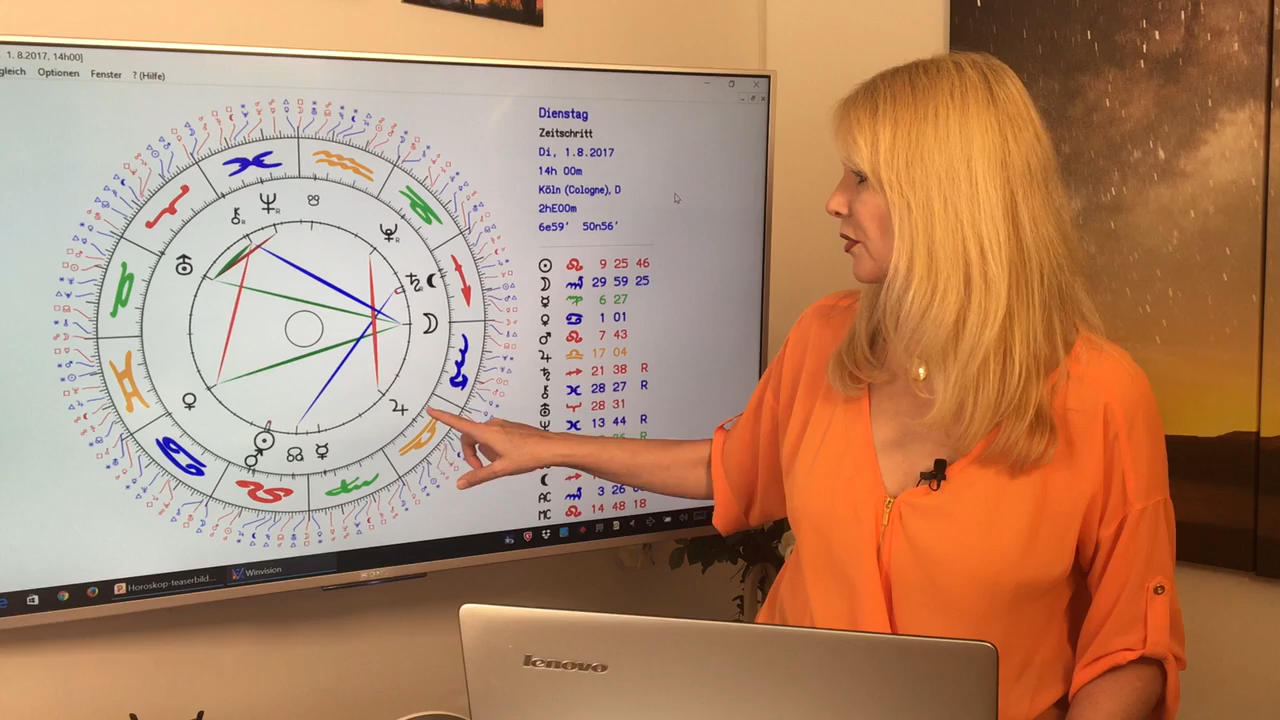 1. 8.2017, 14h00]
gleich Optionen Fenster ? (Hilfe)
Dienstag
Zeitschritt
Di, 1.8.2017
14h 00m
Köln (Cologne), D
2hE00m
6e59' 50n56'
☉ ♌ 9 25 46
☽ ♏ 29 59 25
☿ ♍ 6 27
♀ ♋ 1 01
♂ ♌ 7 43
♃ ♎ 17 04
♄ ♐ 21 38 R
⚷ ♓ 28 27 R
⛢ ♈ 28 31
♆ ♓ 13 44 R
AC ♏ 3 26
MC ♌ 14 48 18
Horoskop-teaserbild...
Winvision
lenovo